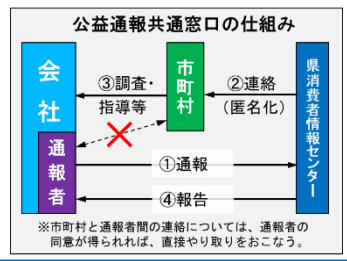 公益通報共通窓口の仕組み
会社
通報者
③調査・
指導等
市町村
②連絡
（匿名化）
県消費者情報センター
①通報
④報告
※市町村と通報者間の連絡については、通報者の
同意が得られれば、直接やり取りをおこなう。